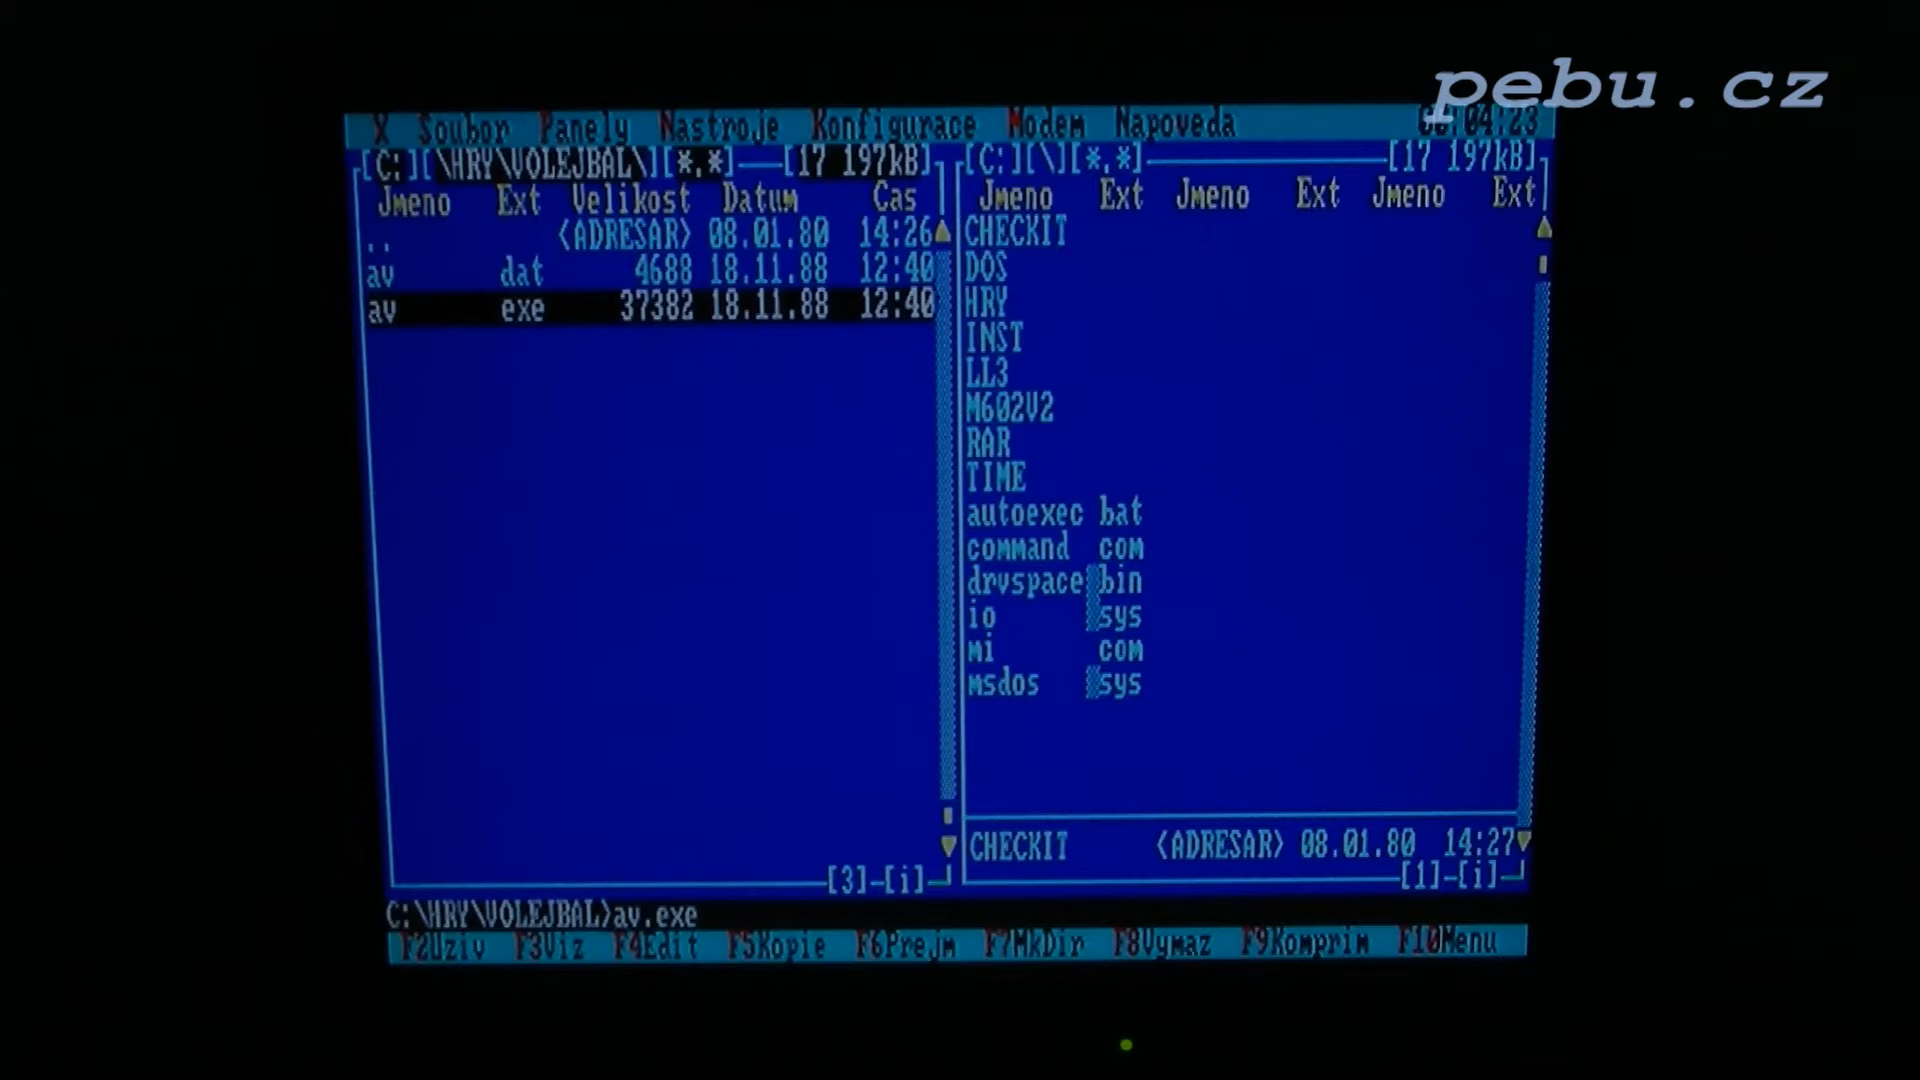 pebu.cz
X Soubor Panely Nastroje Konfigurace Modem Napoveda
[C:][\HRY\VOLEJBAL\][*.*] [17 197kB]
Jmeno Ext Velikost Datum Cas
.. <ADRESAR> 08.01.80 14:26
av dat 4688 18.11.88 12:40
av exe 37382 18.11.88 12:40
[3]-[i]
[C:][\][*.*] [17 197kB]
Jmeno Ext Jmeno Ext Jmeno Ext
CHECKIT
DOS
HRY
INST
LL3
M602V2
RAR
TIME
autoexec bat
command com
drvspace bin
io sys
mi com
msdos sys
CHECKIT <ADRESAR> 08.01.80 14:27
[1]-[i]
C:\HRY\VOLEJBAL>av.exe
F2Uziv F3Viz F4Edit F5Kopie F6Prejm F7MkDir F8Vymaz F9Komprim F10Menu